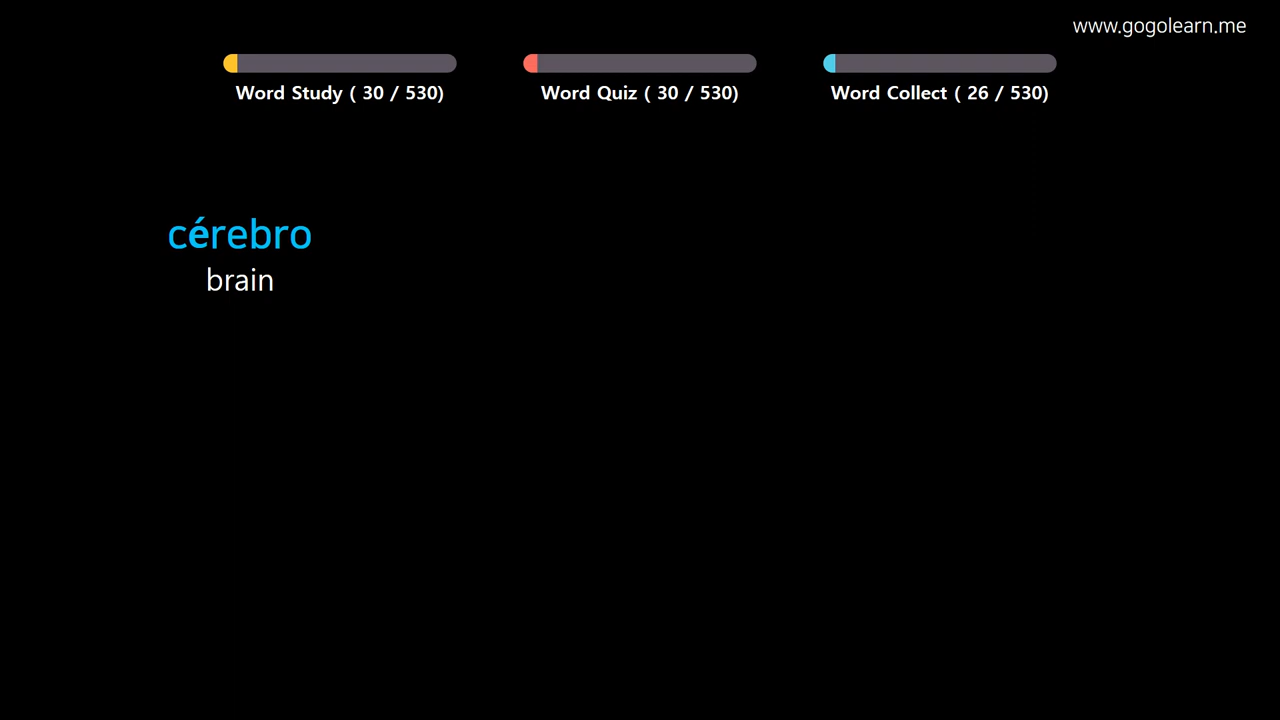 www.gogolearn.me
Word Study ( 30 / 530)
Word Quiz ( 30 / 530)
Word Collect ( 26 / 530)
cérebro
brain